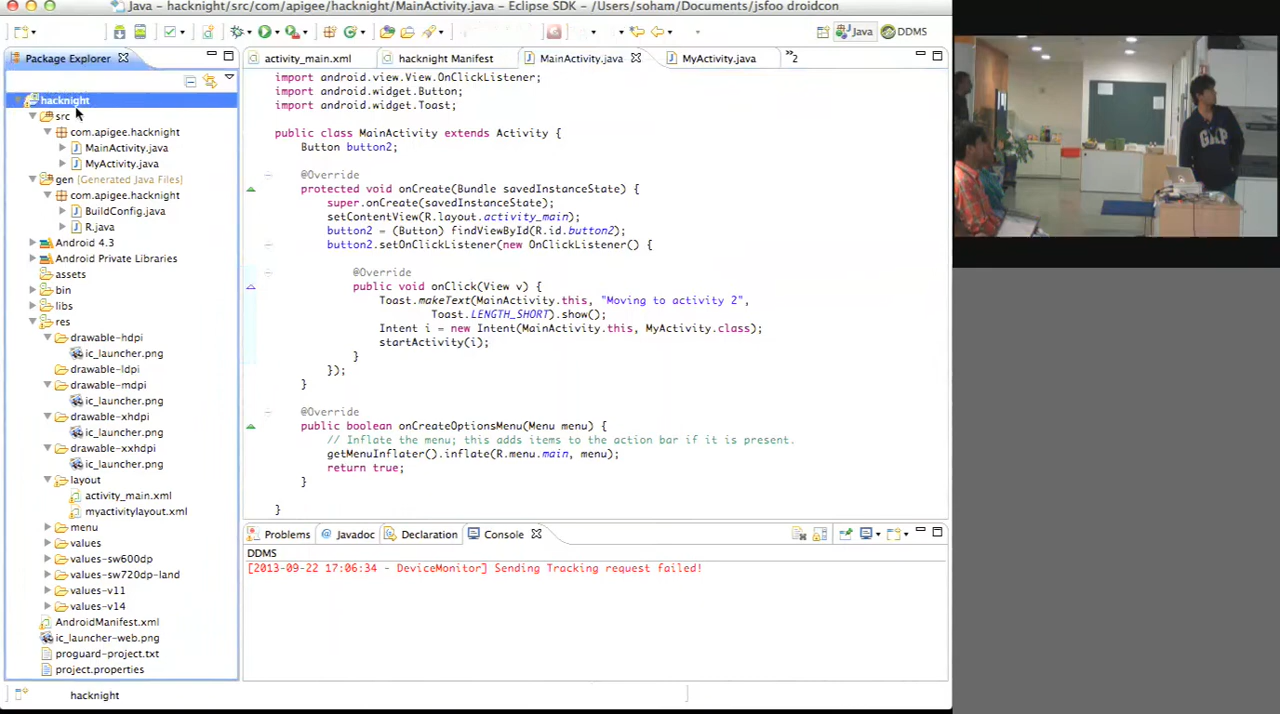 Java - hacknight/src/com/apigee/hacknight/MainActivity.java - Eclipse SDK - /Users/soham/Documents/jsfoo droidcon
Java
DDMS
Package Explorer
activity_main.xml
hacknight Manifest
MainActivity.java
MyActivity.java
»2
hacknight
src
com.apigee.hacknight
MainActivity.java
MyActivity.java
gen [Generated Java Files]
com.apigee.hacknight
BuildConfig.java
R.java
Android 4.3
Android Private Libraries
assets
bin
libs
res
drawable-hdpi
ic_launcher.png
drawable-ldpi
drawable-mdpi
ic_launcher.png
drawable-xhdpi
ic_launcher.png
drawable-xxhdpi
ic_launcher.png
layout
activity_main.xml
myactivitylayout.xml
menu
values
values-sw600dp
values-sw720dp-land
values-v11
values-v14
AndroidManifest.xml
ic_launcher-web.png
proguard-project.txt
project.properties
import android.view.View.OnClickListener;
import android.widget.Button;
import android.widget.Toast;
public class MainActivity extends Activity {
Button button2;
@Override
protected void onCreate(Bundle savedInstanceState) {
super.onCreate(savedInstanceState);
setContentView(R.layout.activity_main);
button2 = (Button) findViewById(R.id.button2);
button2.setOnClickListener(new OnClickListener() {
@Override
public void onClick(View v) {
Toast.makeText(MainActivity.this, "Moving to activity 2",
Toast.LENGTH_SHORT).show();
Intent i = new Intent(MainActivity.this, MyActivity.class);
startActivity(i);
}
});
}
@Override
public boolean onCreateOptionsMenu(Menu menu) {
// Inflate the menu; this adds items to the action bar if it is present.
getMenuInflater().inflate(R.menu.main, menu);
return true;
}
}
Problems
Javadoc
Declaration
Console
DDMS
[2013-09-22 17:06:34 - DeviceMonitor] Sending Tracking request failed!
hacknight
GAP